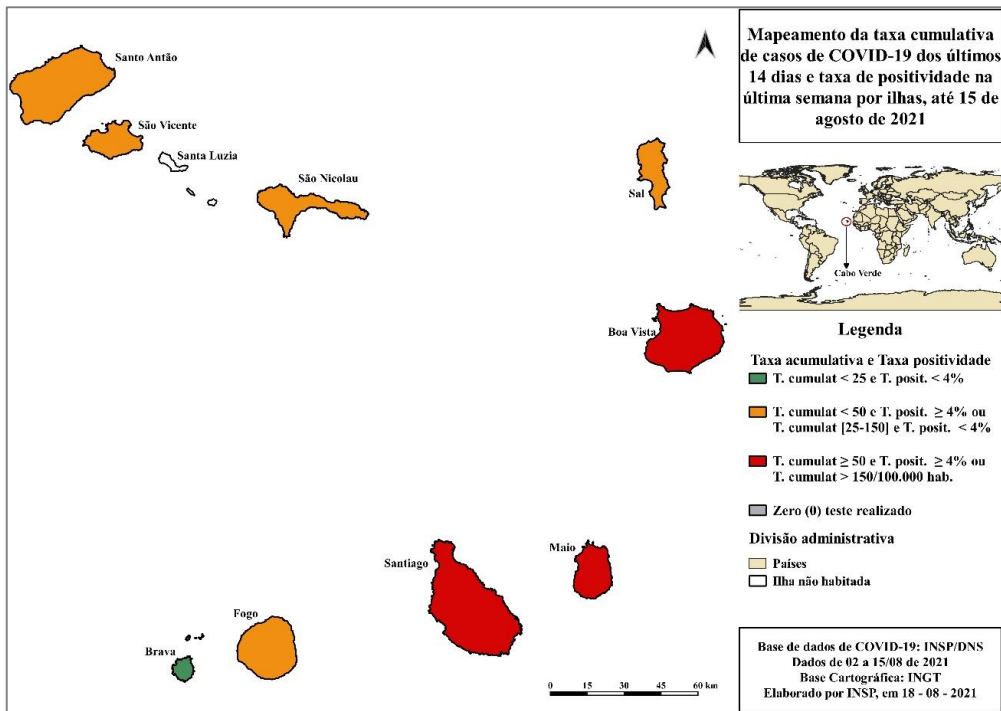 Mapeamento da taxa cumulativa
de casos de COVID-19 dos últimos
14 dias e taxa de positividade na
última semana por ilhas, até 15 de
agosto de 2021
Santo Antão
São Vicente
Santa Luzia
São Nicolau
Sal
Boa Vista
Maio
Santiago
Fogo
Brava
0 15 30 45 60 km
Cabo Verde
Legenda
Taxa acumulativa e Taxa positividade
T. cumulat < 25 e T. posit. < 4%
T. cumulat < 50 e T. posit. ≥ 4% ou
T. cumulat [25-150] e T. posit. < 4%
T. cumulat ≥ 50 e T. posit. ≥ 4% ou
T. cumulat > 150/100.000 hab.
Zero (0) teste realizado
Divisão administrativa
Países
Ilha não habitada
Base de dados de COVID-19: INSP/DNS
Dados de 02 a 15/08 de 2021
Base Cartográfica: INGT
Elaborado por INSP, em 18 - 08 - 2021